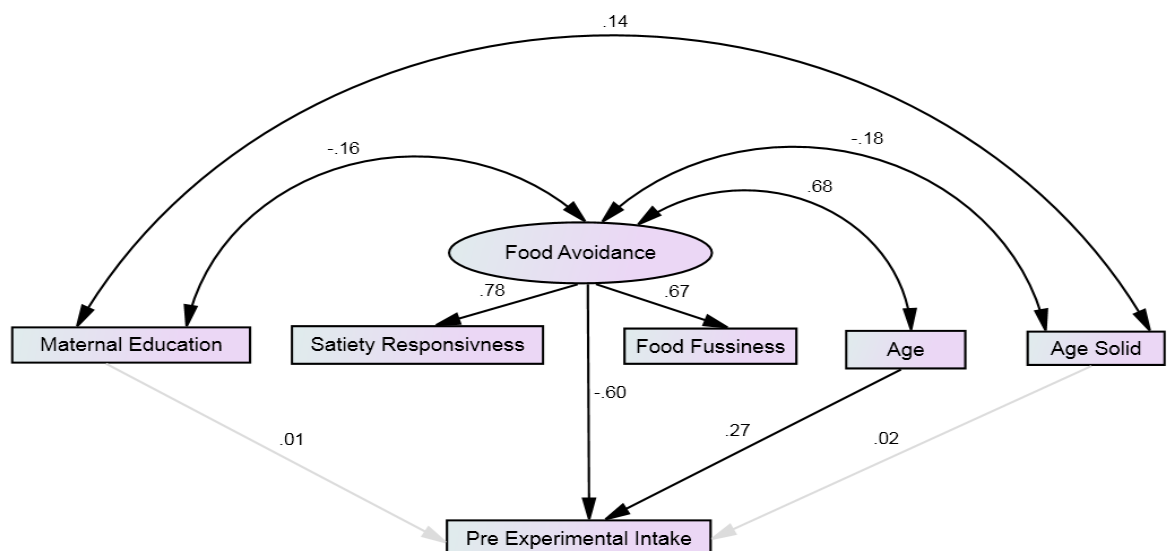 .14
-.16
-.18
.68
Food Avoidance
.78
.67
Maternal Education
Satiety Responsivness
Food Fussiness
Age
Age Solid
-.60
.27
.01
.02
Pre Experimental Intake